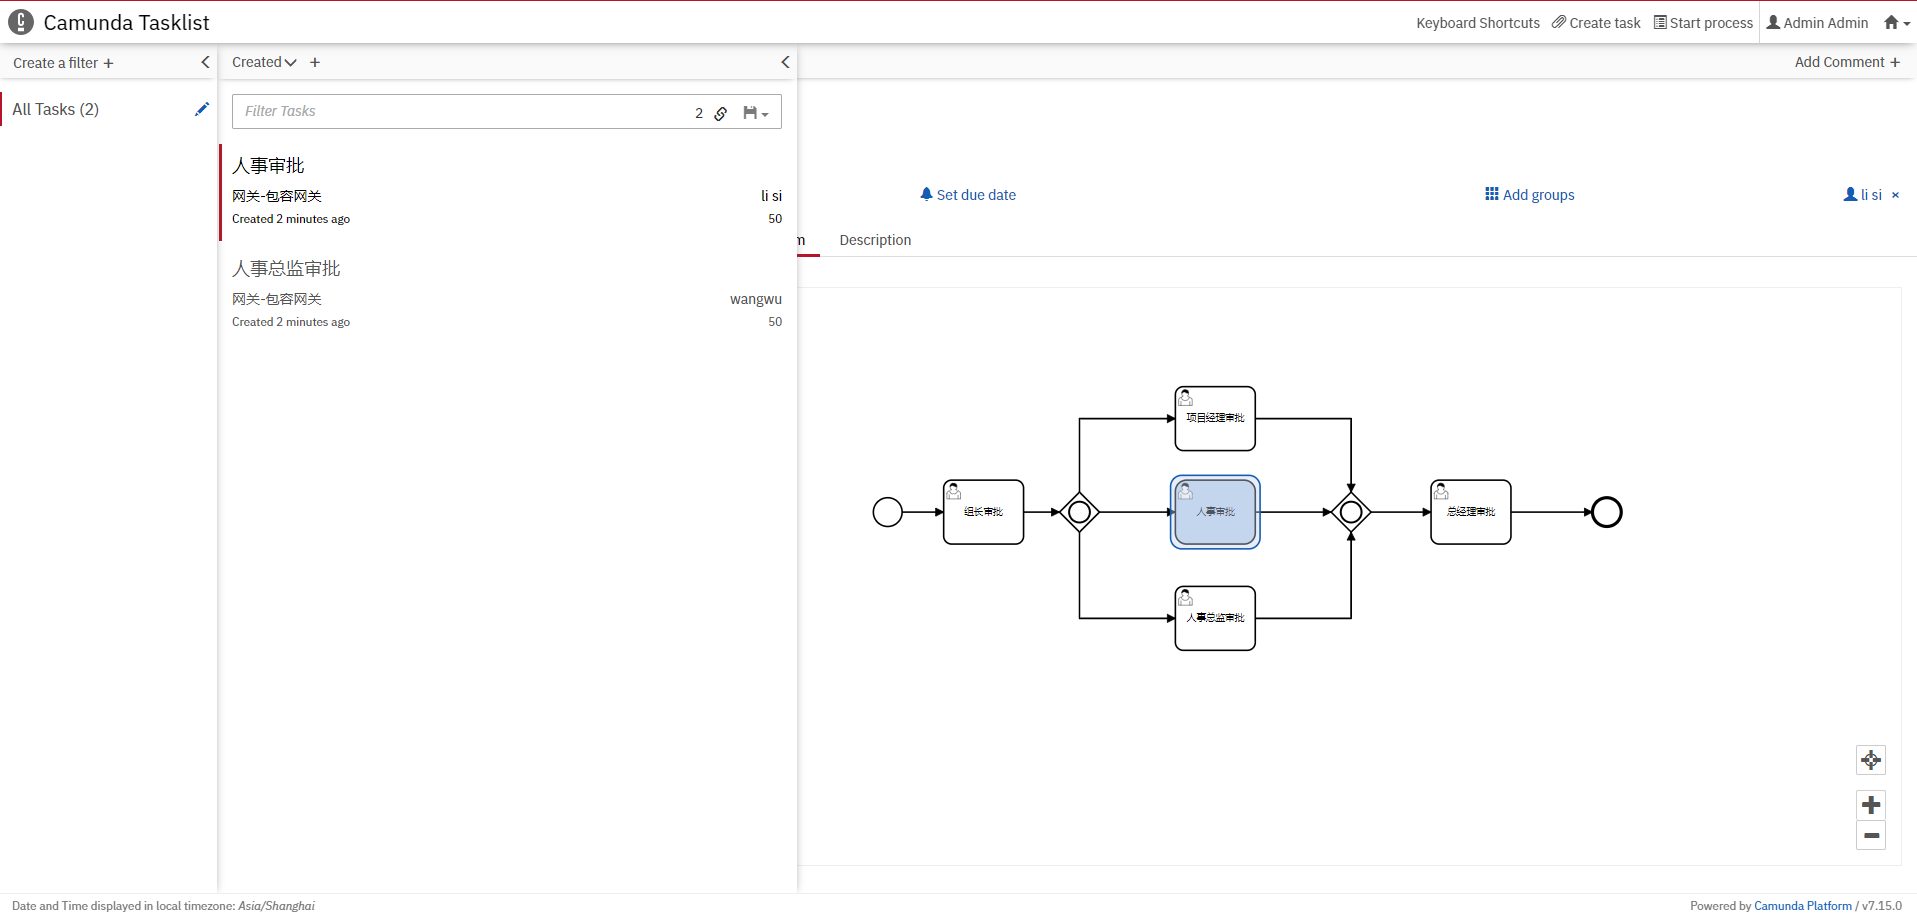 Camunda Tasklist
Keyboard Shortcuts
Create task
Start process
Admin Admin
Create a filter +
Created
+
Add Comment +
All Tasks (2)
Filter Tasks
2
人事审批
网关-包容网关
li si
Created 2 minutes ago
50
人事总监审批
网关-包容网关
wangwu
Created 2 minutes ago
50
Set due date
Add groups
li si ×
m
Description
项目经理审批
组长审批
人事审批
总经理审批
人事总监审批
Date and Time displayed in local timezone: Asia/Shanghai
Powered by Camunda Platform / v7.15.0